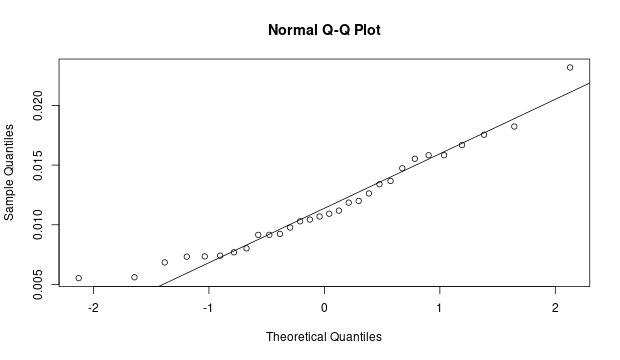 Normal Q-Q Plot
Sample Quantiles
0.020
0.015
0.010
0.005
-2 -1 0 1 2
Theoretical Quantiles